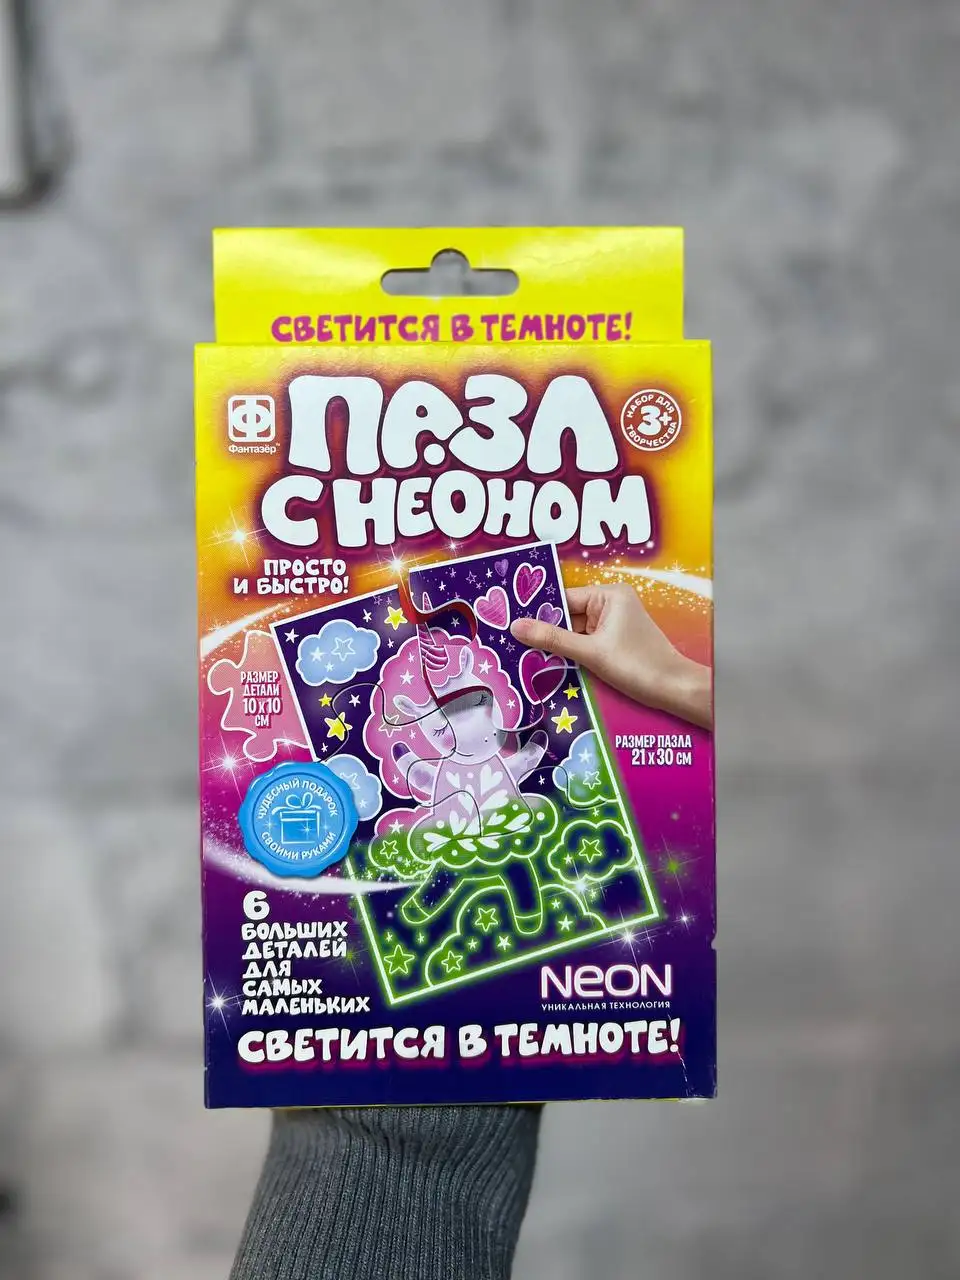 СВЕТИТСЯ В ТЕМНОТЕ!
Фантазёр™
ПАЗЛ
С НЕОНОМ
НАБОР ДЛЯ
3+
ТВОРЧЕСТВА
ПРОСТО
И БЫСТРО!
РАЗМЕР
ДЕТАЛИ
10 х 10
СМ
РАЗМЕР ПАЗЛА
21 х 30 СМ
ЧУДЕСНЫЙ ПОДАРОК
СВОИМИ РУКАМИ
6
БОЛЬШИХ
ДЕТАЛЕЙ
ДЛЯ
САМЫХ
МАЛЕНЬКИХ
NEON
УНИКАЛЬНАЯ ТЕХНОЛОГИЯ
СВЕТИТСЯ В ТЕМНОТЕ!